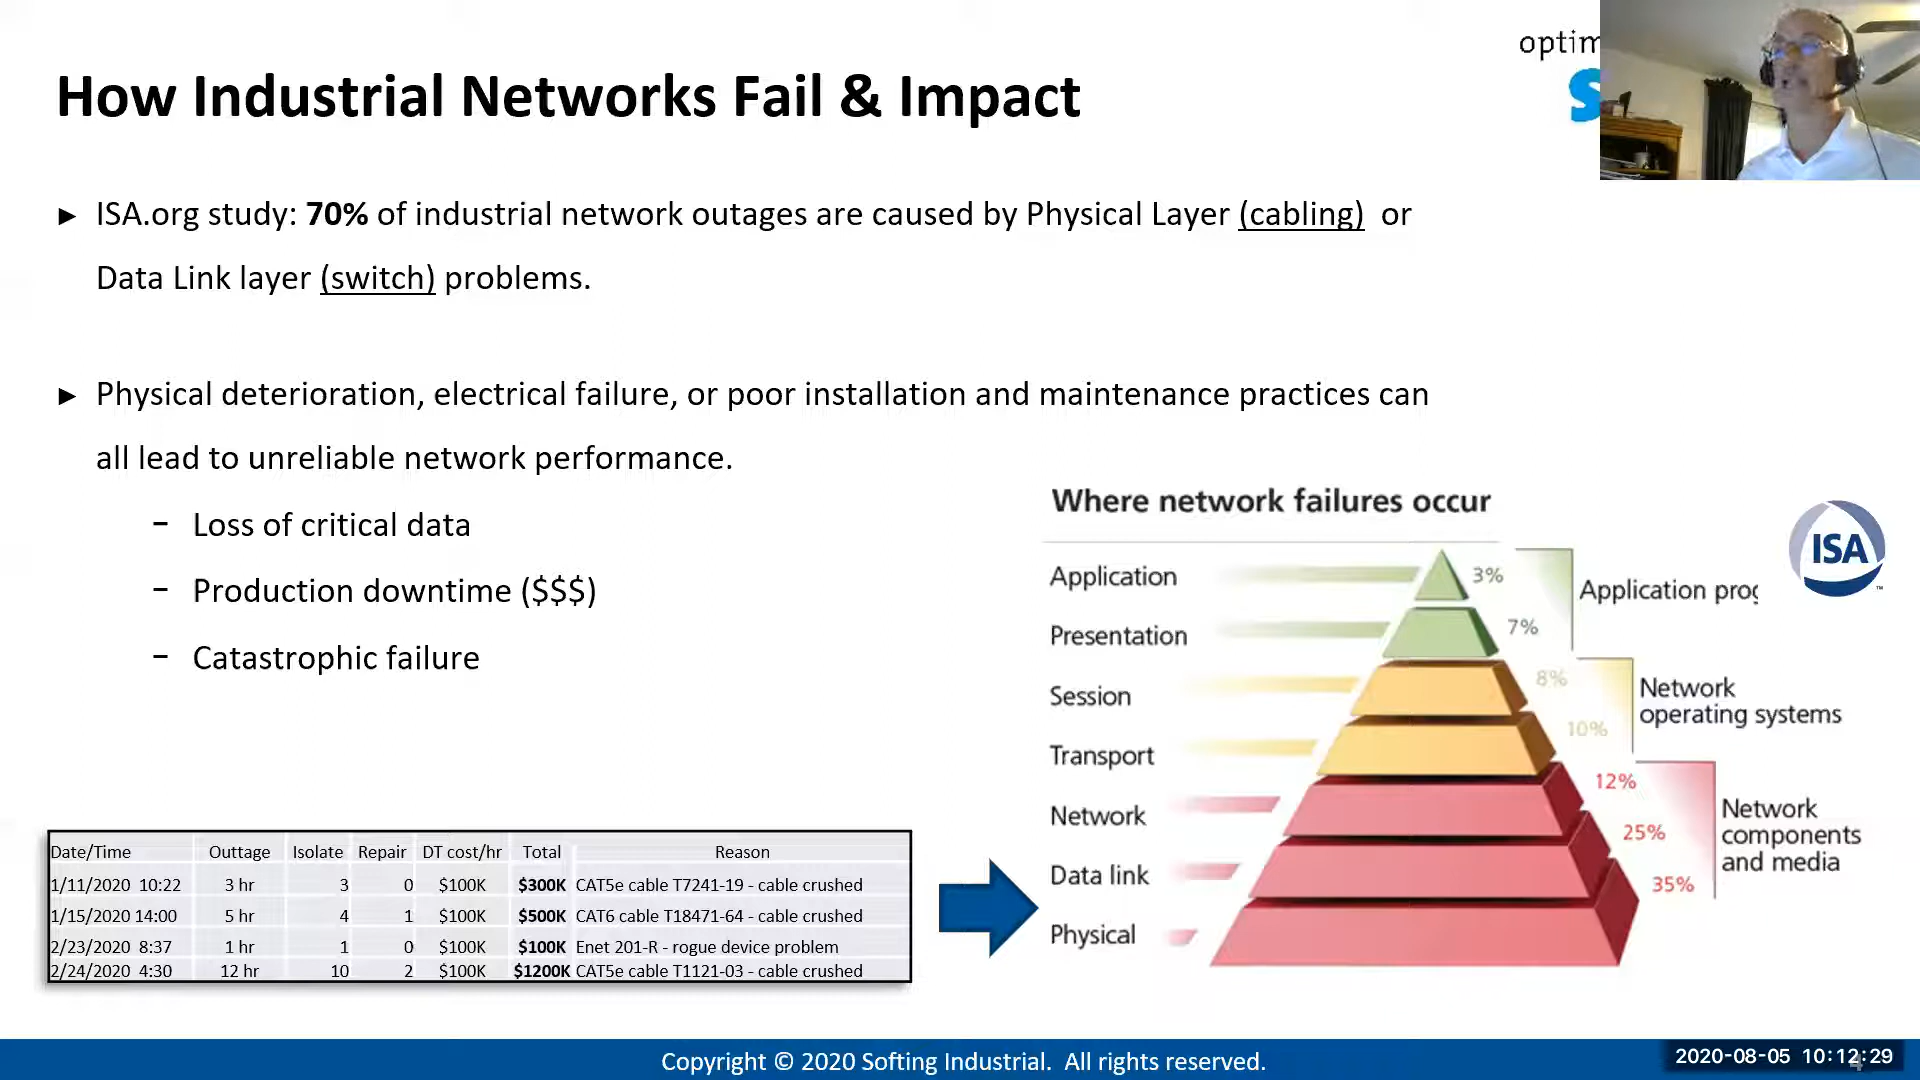 How Industrial Networks Fail & Impact
► ISA.org study: 70% of industrial network outages are caused by Physical Layer (cabling) or
Data Link layer (switch) problems.
► Physical deterioration, electrical failure, or poor installation and maintenance practices can
all lead to unreliable network performance.
− Loss of critical data
− Production downtime ($$$)
− Catastrophic failure
Date/Time Outtage Isolate Repair DT cost/hr Total Reason
1/11/2020 10:22 3 hr 3 0 $100K $300K CAT5e cable T7241-19 - cable crushed
1/15/2020 14:00 5 hr 4 1 $100K $500K CAT6 cable T18471-64 - cable crushed
2/23/2020 8:37 1 hr 1 0 $100K $100K Enet 201-R - rogue device problem
2/24/2020 4:30 12 hr 10 2 $100K $1200K CAT5e cable T1121-03 - cable crushed
Where network failures occur
ISA
Application 3%
Presentation 7%
Session 8%
Transport 10%
Network 12%
Data link 25%
Physical 35%
Application
Network
operating systems
Network
components
and media
Copyright © 2020 Softing Industrial. All rights reserved.
2020-08-05 10:12:29
4